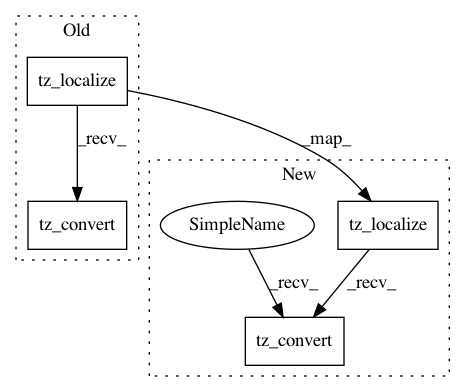 Old
tz_localize
_recv_
_map_
New
tz_convert
SimpleName
tz_localize
_recv_
_recv_
tz_convert